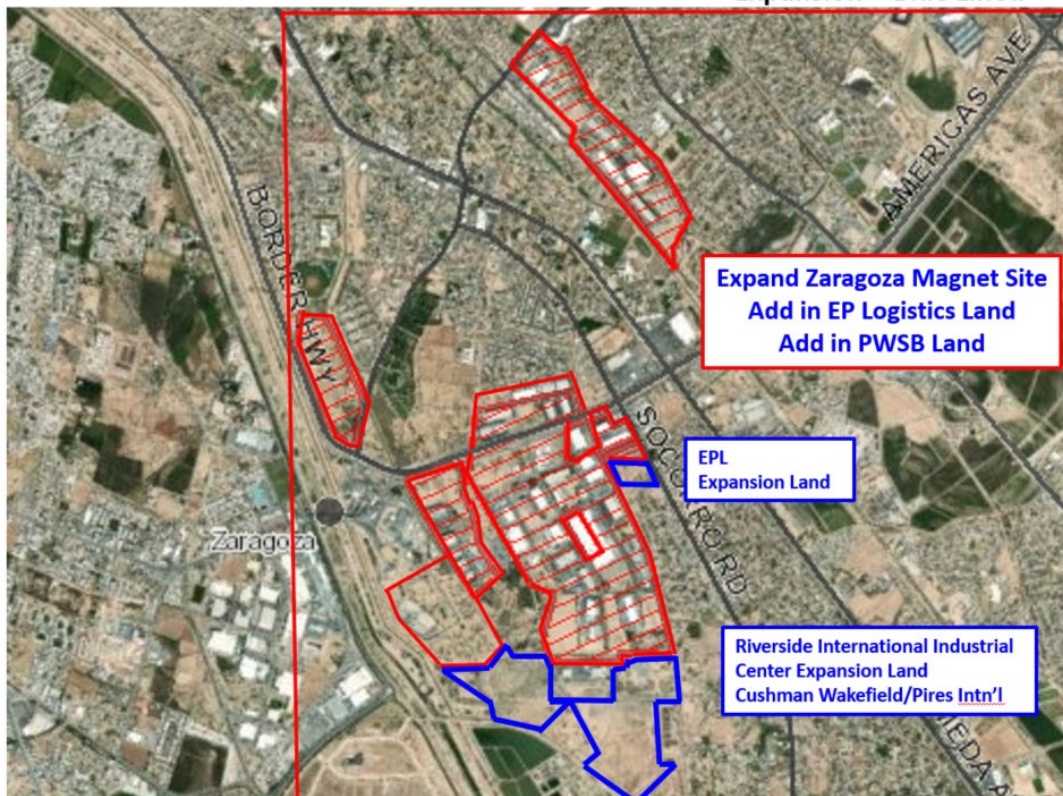 AMERICAS AVE
BORDER HWY
Expand Zaragoza Magnet Site
Add in EP Logistics Land
Add in PWSB Land
SOCORRO RD
EPL
Expansion Land
Zaragoza
Riverside International Industrial
Center Expansion Land
Cushman Wakefield/Pires Intn'l